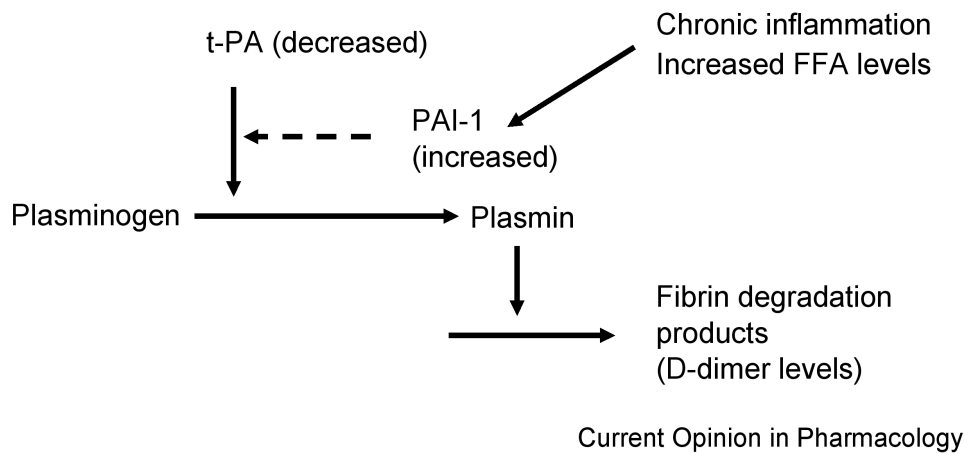 t-PA (decreased)
Chronic inflammation
Increased FFA levels
PAI-1
(increased)
Plasminogen
Plasmin
Fibrin degradation
products
(D-dimer levels)
Current Opinion in Pharmacology